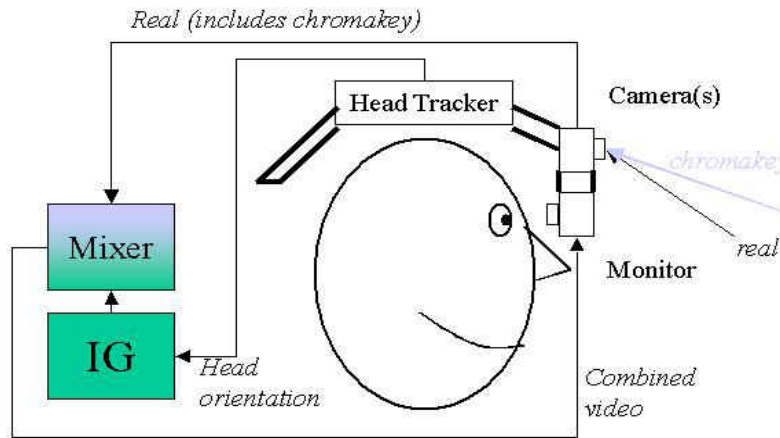 Real (includes chromakey)
Head Tracker
Camera(s)
chromakey
Mixer
real
Monitor
IG
Head
orientation
Combined
video